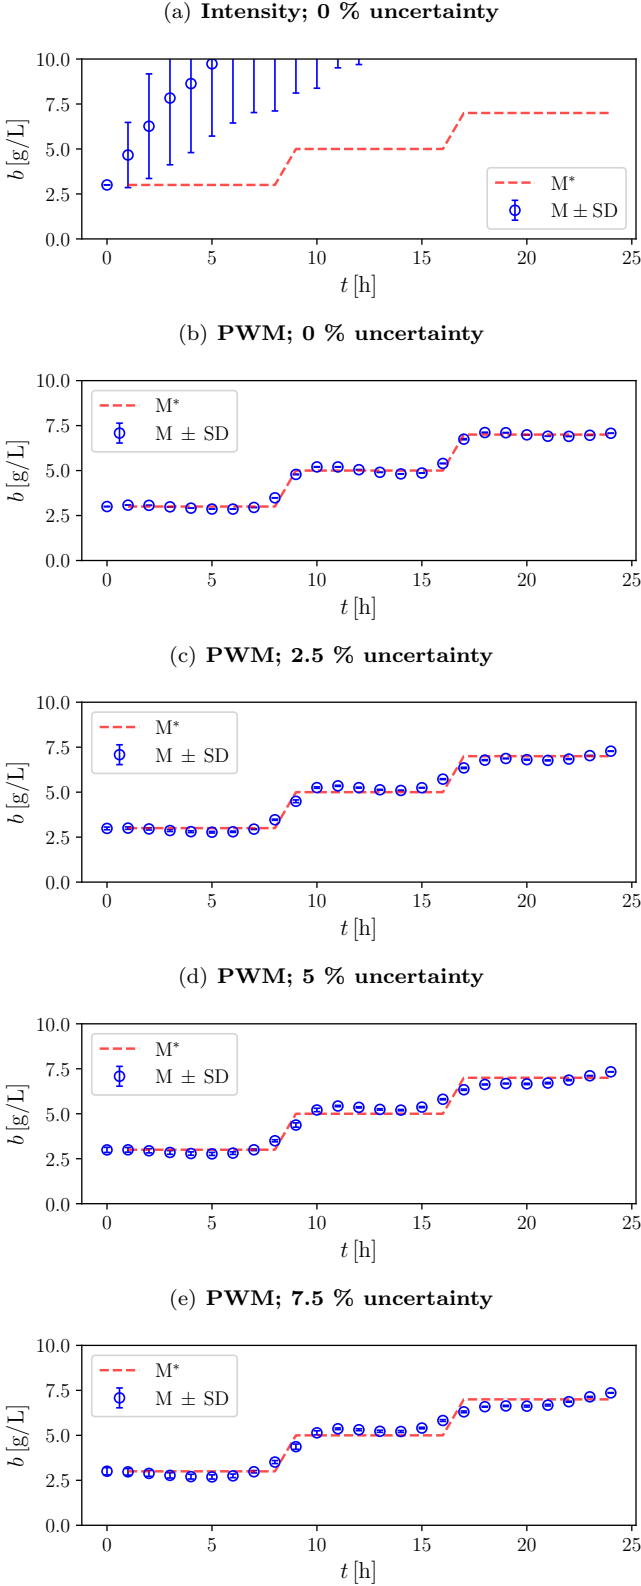 (a) Intensity; 0 % uncertainty
10.0
7.5
5.0
2.5
0.0
b [g/L]
M*
M ± SD
0 5 10 15 20 25
t [h]
(b) PWM; 0 % uncertainty
10.0
7.5
5.0
2.5
0.0
b [g/L]
M*
M ± SD
0 5 10 15 20 25
t [h]
(c) PWM; 2.5 % uncertainty
10.0
7.5
5.0
2.5
0.0
b [g/L]
M*
M ± SD
0 5 10 15 20 25
t [h]
(d) PWM; 5 % uncertainty
10.0
7.5
5.0
2.5
0.0
b [g/L]
M*
M ± SD
0 5 10 15 20 25
t [h]
(e) PWM; 7.5 % uncertainty
10.0
7.5
5.0
2.5
0.0
b [g/L]
M*
M ± SD
0 5 10 15 20 25
t [h]